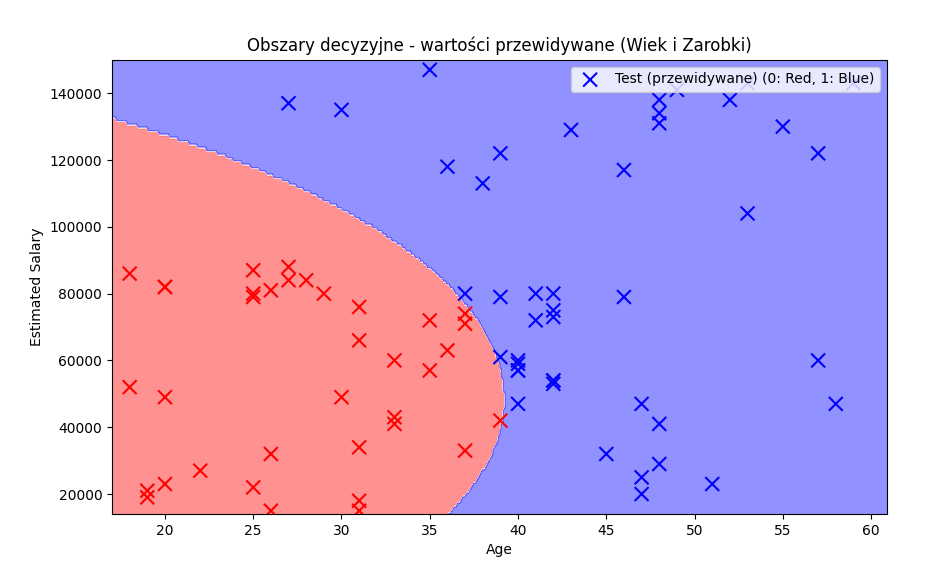 Obszary decyzyjne - wartości przewidywane (Wiek i Zarobki)
Test (przewidywane) (0: Red, 1: Blue)
Estimated Salary
140000
120000
100000
80000
60000
40000
20000
20 25 30 35 40 45 50 55 60
Age